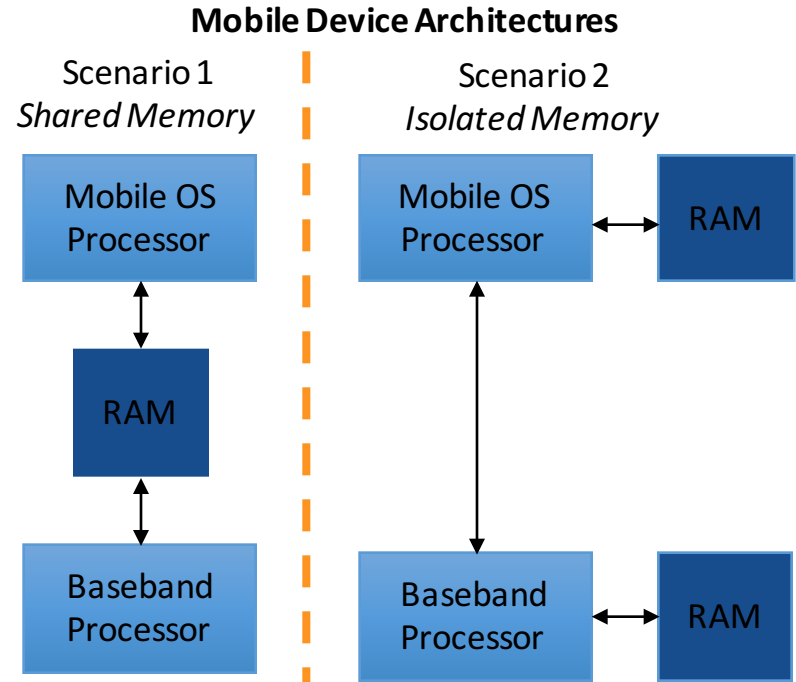 Mobile Device Architectures
Scenario 1
Shared Memory
Mobile OS
Processor
RAM
Baseband
Processor
Scenario 2
Isolated Memory
Mobile OS
Processor
RAM
Baseband
Processor
RAM